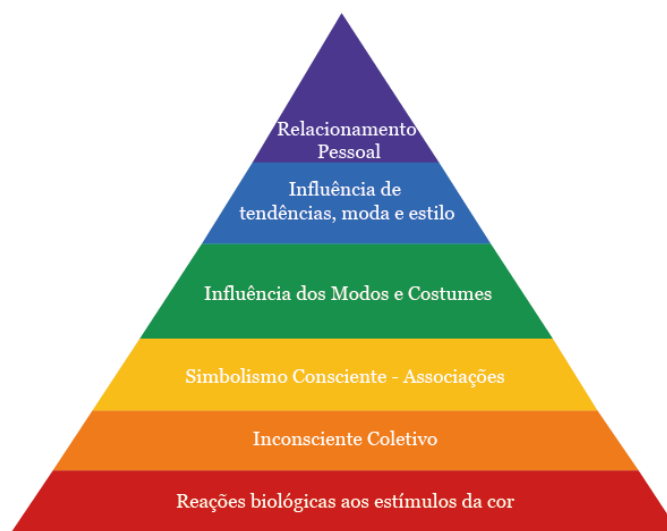 Relacionamento
Pessoal
Influência de
tendências, moda e estilo
Influência dos Modos e Costumes
Simbolismo Consciente - Associações
Inconsciente Coletivo
Reações biológicas aos estímulos da cor